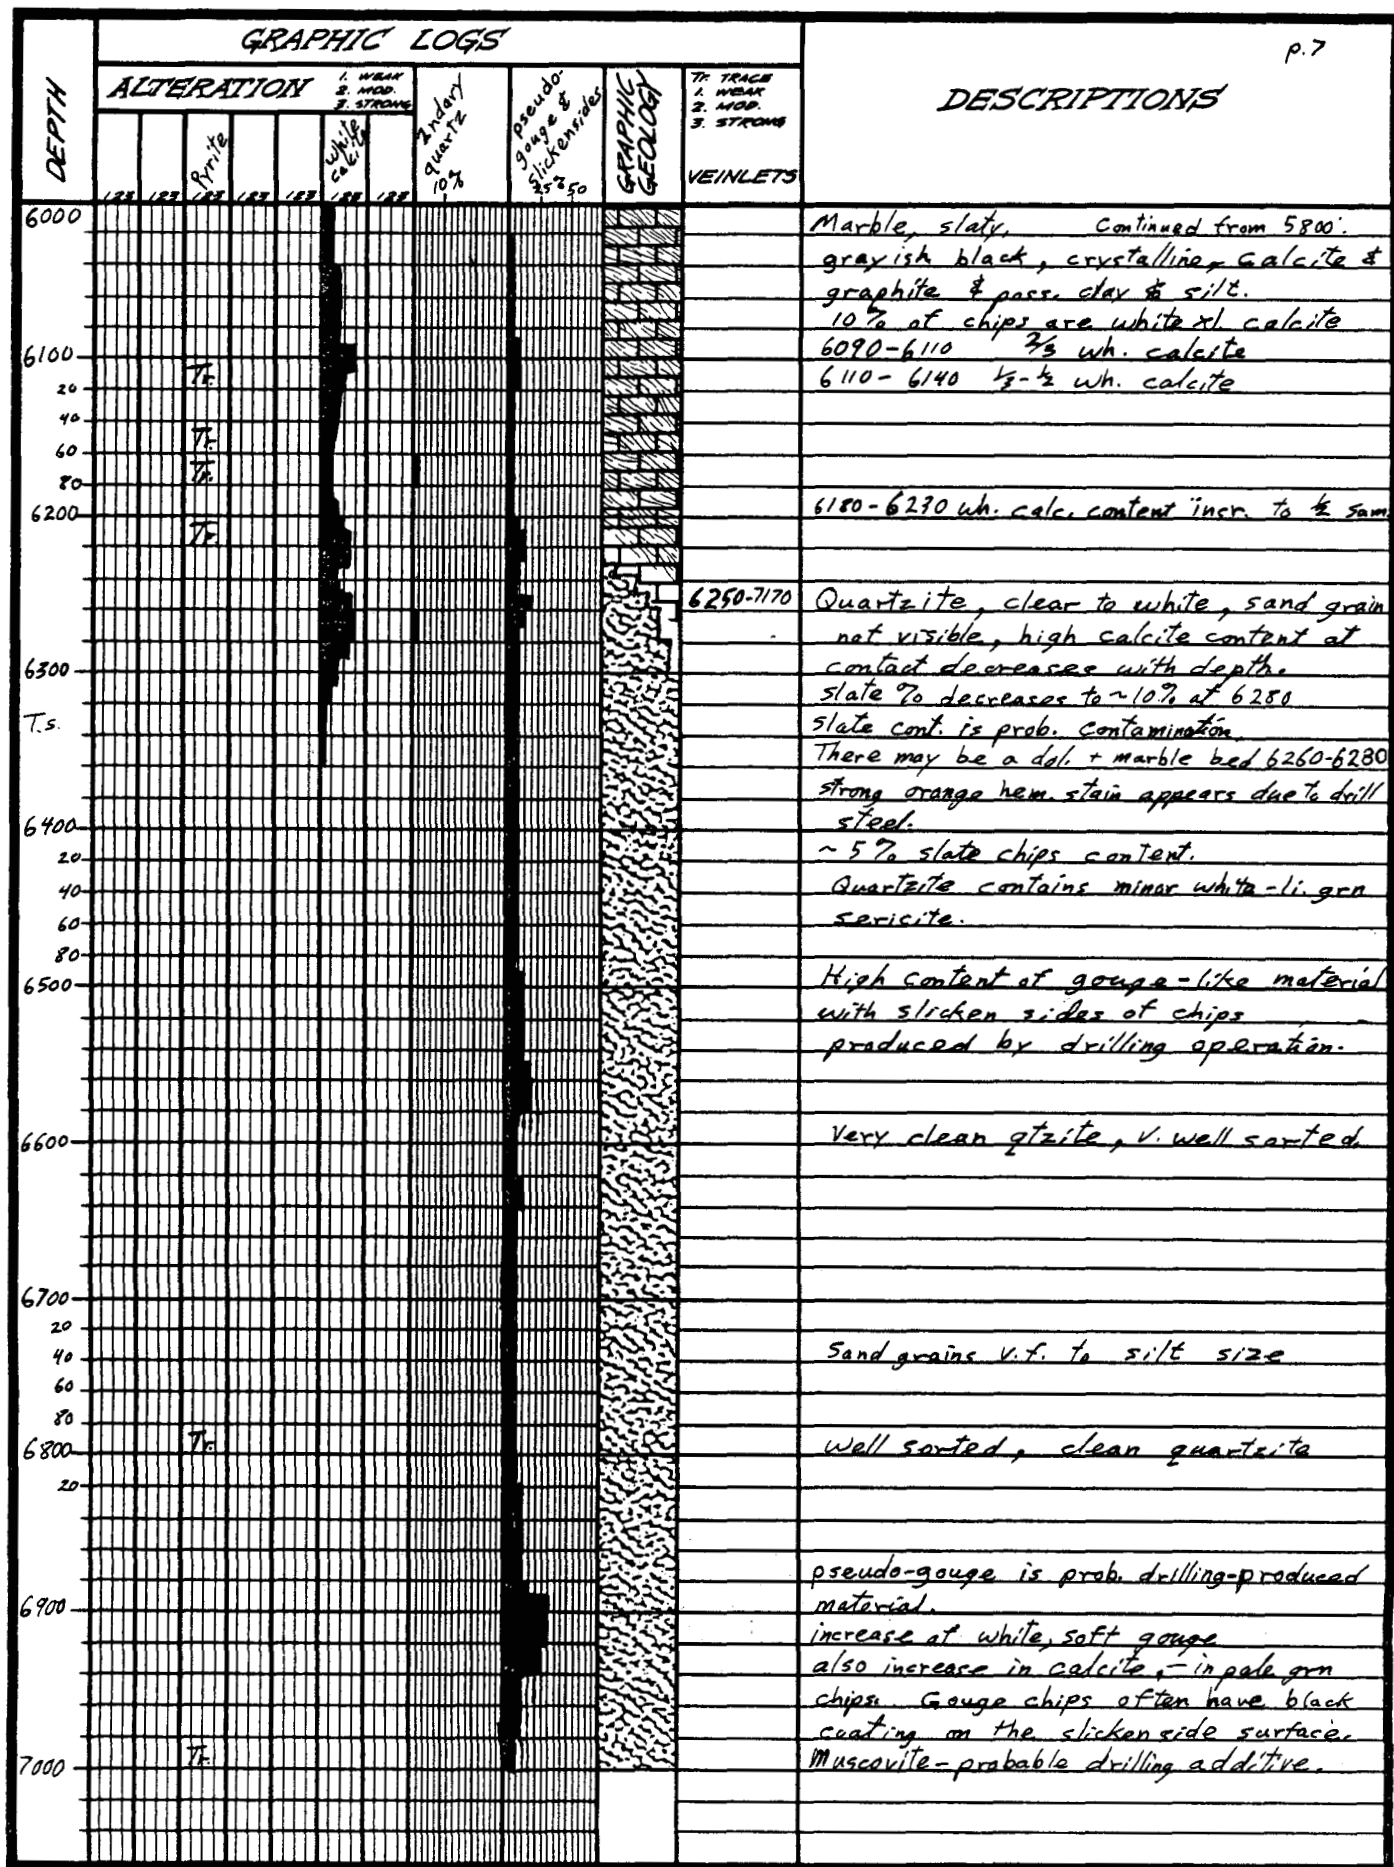 GRAPHIC LOGS
p.7
DEPTH
ALTERATION
1. WEAK
2. MOD.
3. STRONG
Pyrite
white calcite
2ndary quartz
10%
pseudo-gouge & slickensides
25% 50
GRAPHIC GEOLOGY
Tr. TRACE
1. WEAK
2. MOD.
3. STRONG
VEINLETS
DESCRIPTIONS
123 123 123 123 123 123 123
6000
Marble, slaty, Continued from 5800'.
grayish black, crystalline, Calcite &
graphite & poss. clay & silt.
10% of chips are white xl. calcite
6100
6090-6110 2/3 wh. calcite
Tr.
20
6110-6140 1/3-1/2 wh. calcite
40
Tr.
60
Tr.
80
6200
6180-6230 wh. calc. content incr. to 1/2 sam
Tr.
6250-7170
Quartzite, clear to white, sand grain
not visible, high calcite content at
6300
contact decreases with depth.
slate % decreases to ~10% at 6280
T.s.
slate cont. is prob. contamination.
There may be a dol. + marble bed 6260-6280
strong orange hem. stain appears due to drill
6400
steel.
20
~5% slate chips content.
40
Quartzite contains minor white-li. grn
60
sericite.
80
6500
High content of gouge-like material
with slicken sides of chips
produced by drilling operation.
6600
Very clean qtzite, v. well sorted.
6700
20
40
Sand grains v.f. to silt size
60
80
Tr.
6800
well sorted, clean quartzite
20
pseudo-gouge is prob. drilling-produced
6900
material.
increase of white, soft gouge
also increase in calcite, - in pale grn
chips. Gouge chips often have black
coating on the slickenside surface.
Tr.
7000
Muscovite-probable drilling additive.